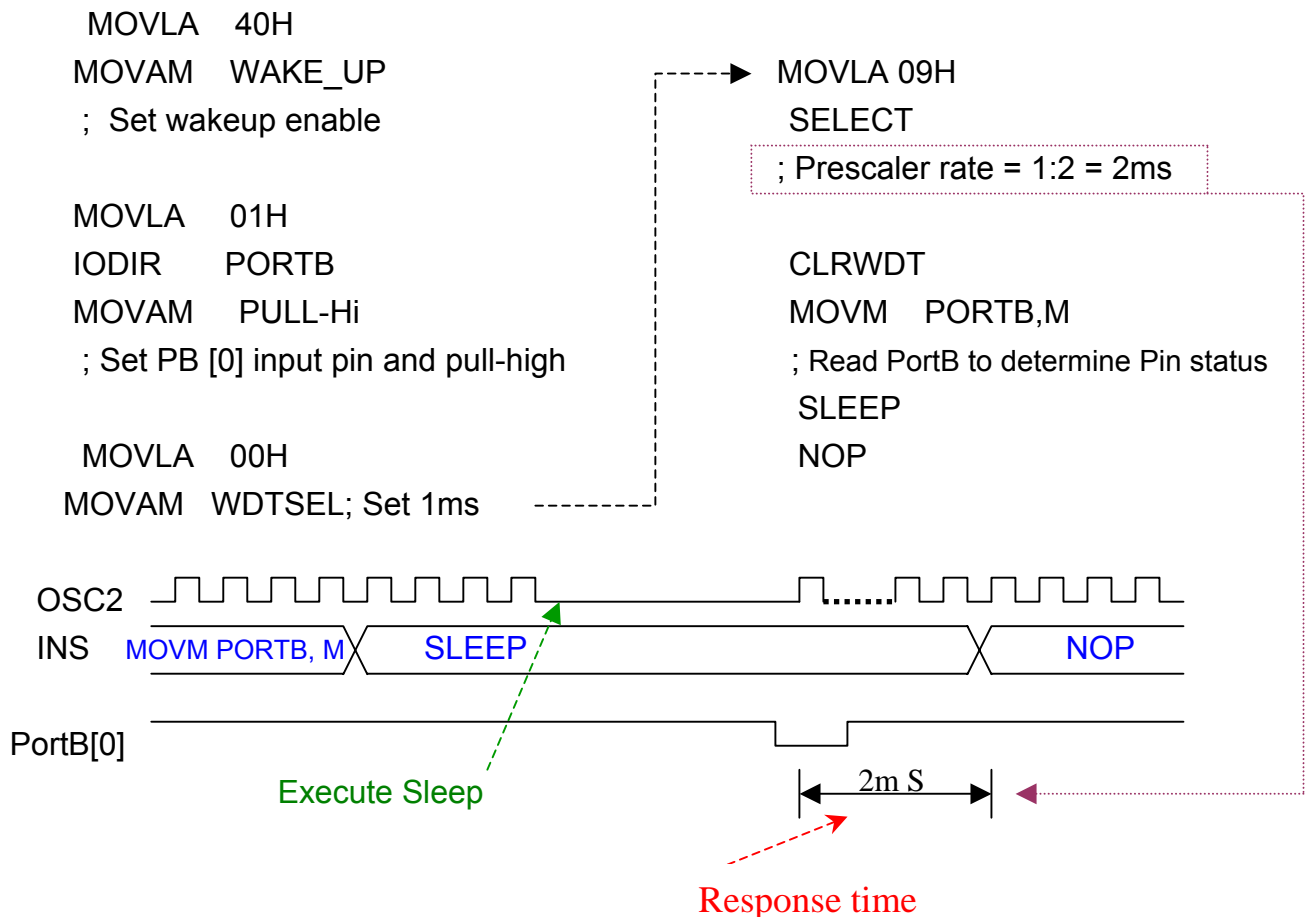 MOVLA 40H
MOVAM WAKE_UP
; Set wakeup enable
MOVLA 01H
IODIR PORTB
MOVAM PULL-Hi
; Set PB [0] input pin and pull-high
MOVLA 00H
MOVAM WDTSEL; Set 1ms
MOVLA 09H
SELECT
; Prescaler rate = 1:2 = 2ms
CLRWDT
MOVM PORTB,M
; Read PortB to determine Pin status
SLEEP
NOP
OSC2
INS
MOVM PORTB, M
SLEEP
NOP
PortB[0]
Execute Sleep
2m S
Response time